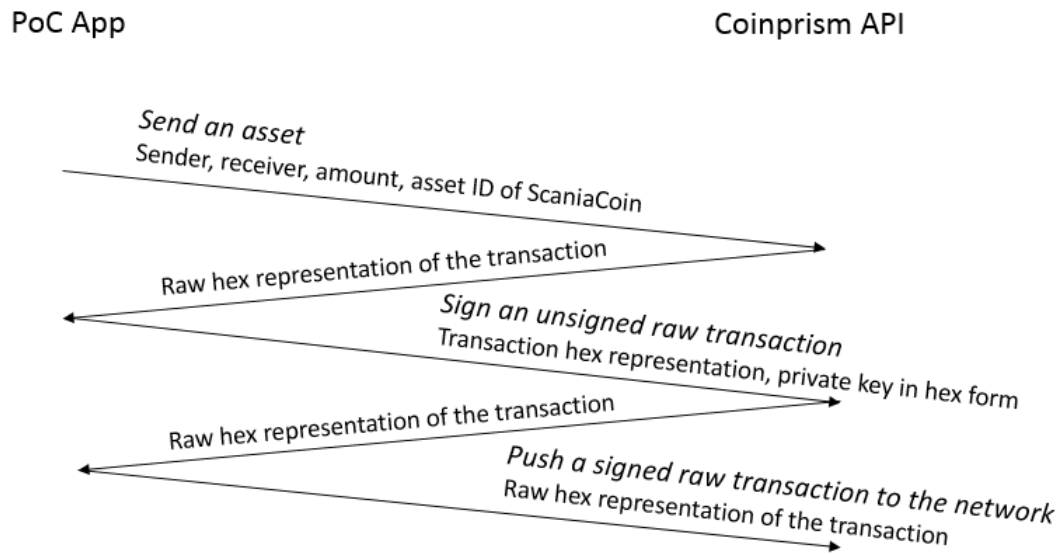 PoC App
Coinprism API
Send an asset
Sender, receiver, amount, asset ID of ScaniaCoin
Raw hex representation of the transaction
Sign an unsigned raw transaction
Transaction hex representation, private key in hex form
Raw hex representation of the transaction
Push a signed raw transaction to the network
Raw hex representation of the transaction